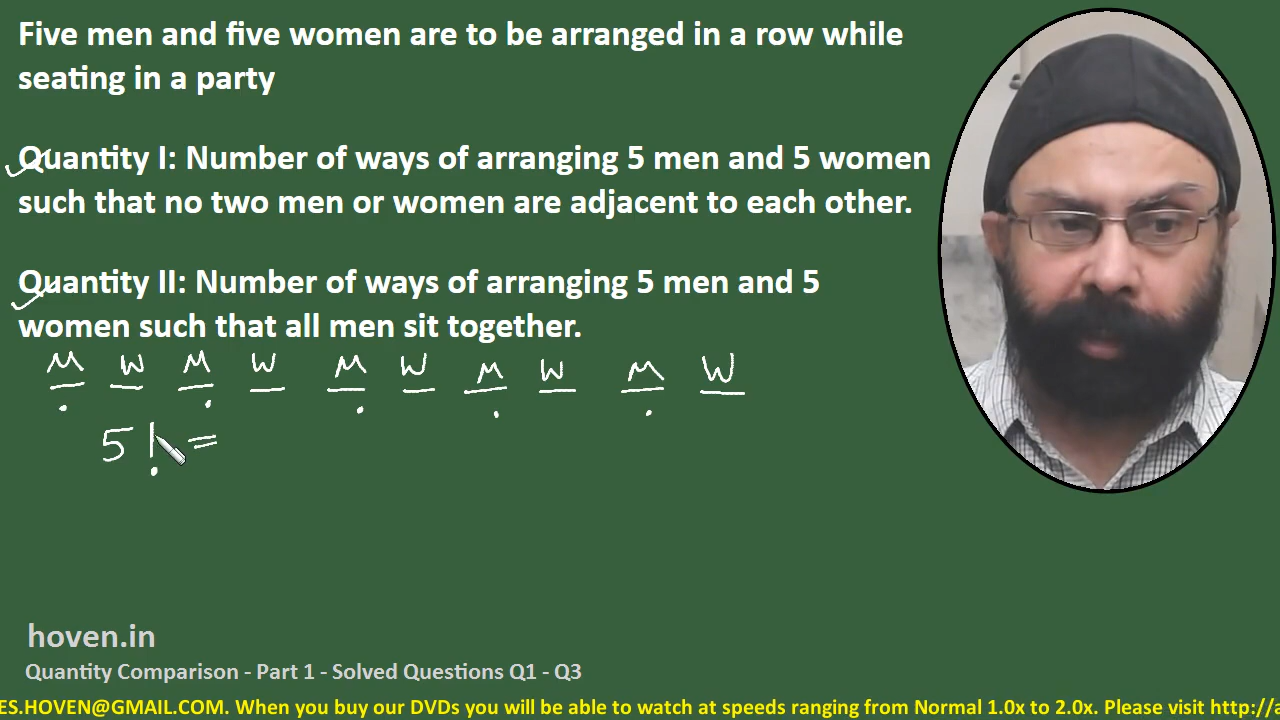 Five men and five women are to be arranged in a row while
seating in a party
Quantity I: Number of ways of arranging 5 men and 5 women
such that no two men or women are adjacent to each other.
Quantity II: Number of ways of arranging 5 men and 5
women such that all men sit together.
M W M W M W M W M W
5! =
hoven.in
Quantity Comparison - Part 1 - Solved Questions Q1 - Q3
ES.HOVEN@GMAIL.COM. When you buy our DVDs you will be able to watch at speeds ranging from Normal 1.0x to 2.0x. Please visit http://a